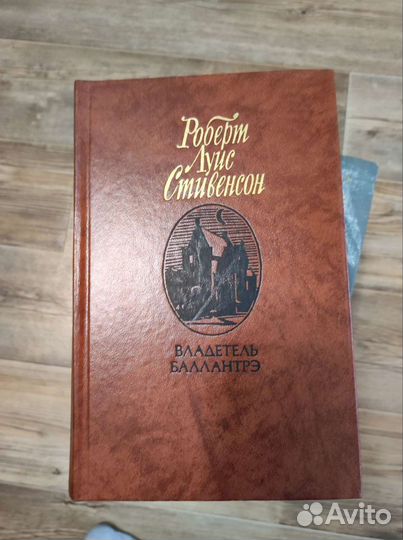 Роберт
Луис
Стивенсон
ВЛАДЕТЕЛЬ
БАЛЛАНТРЭ
Avito